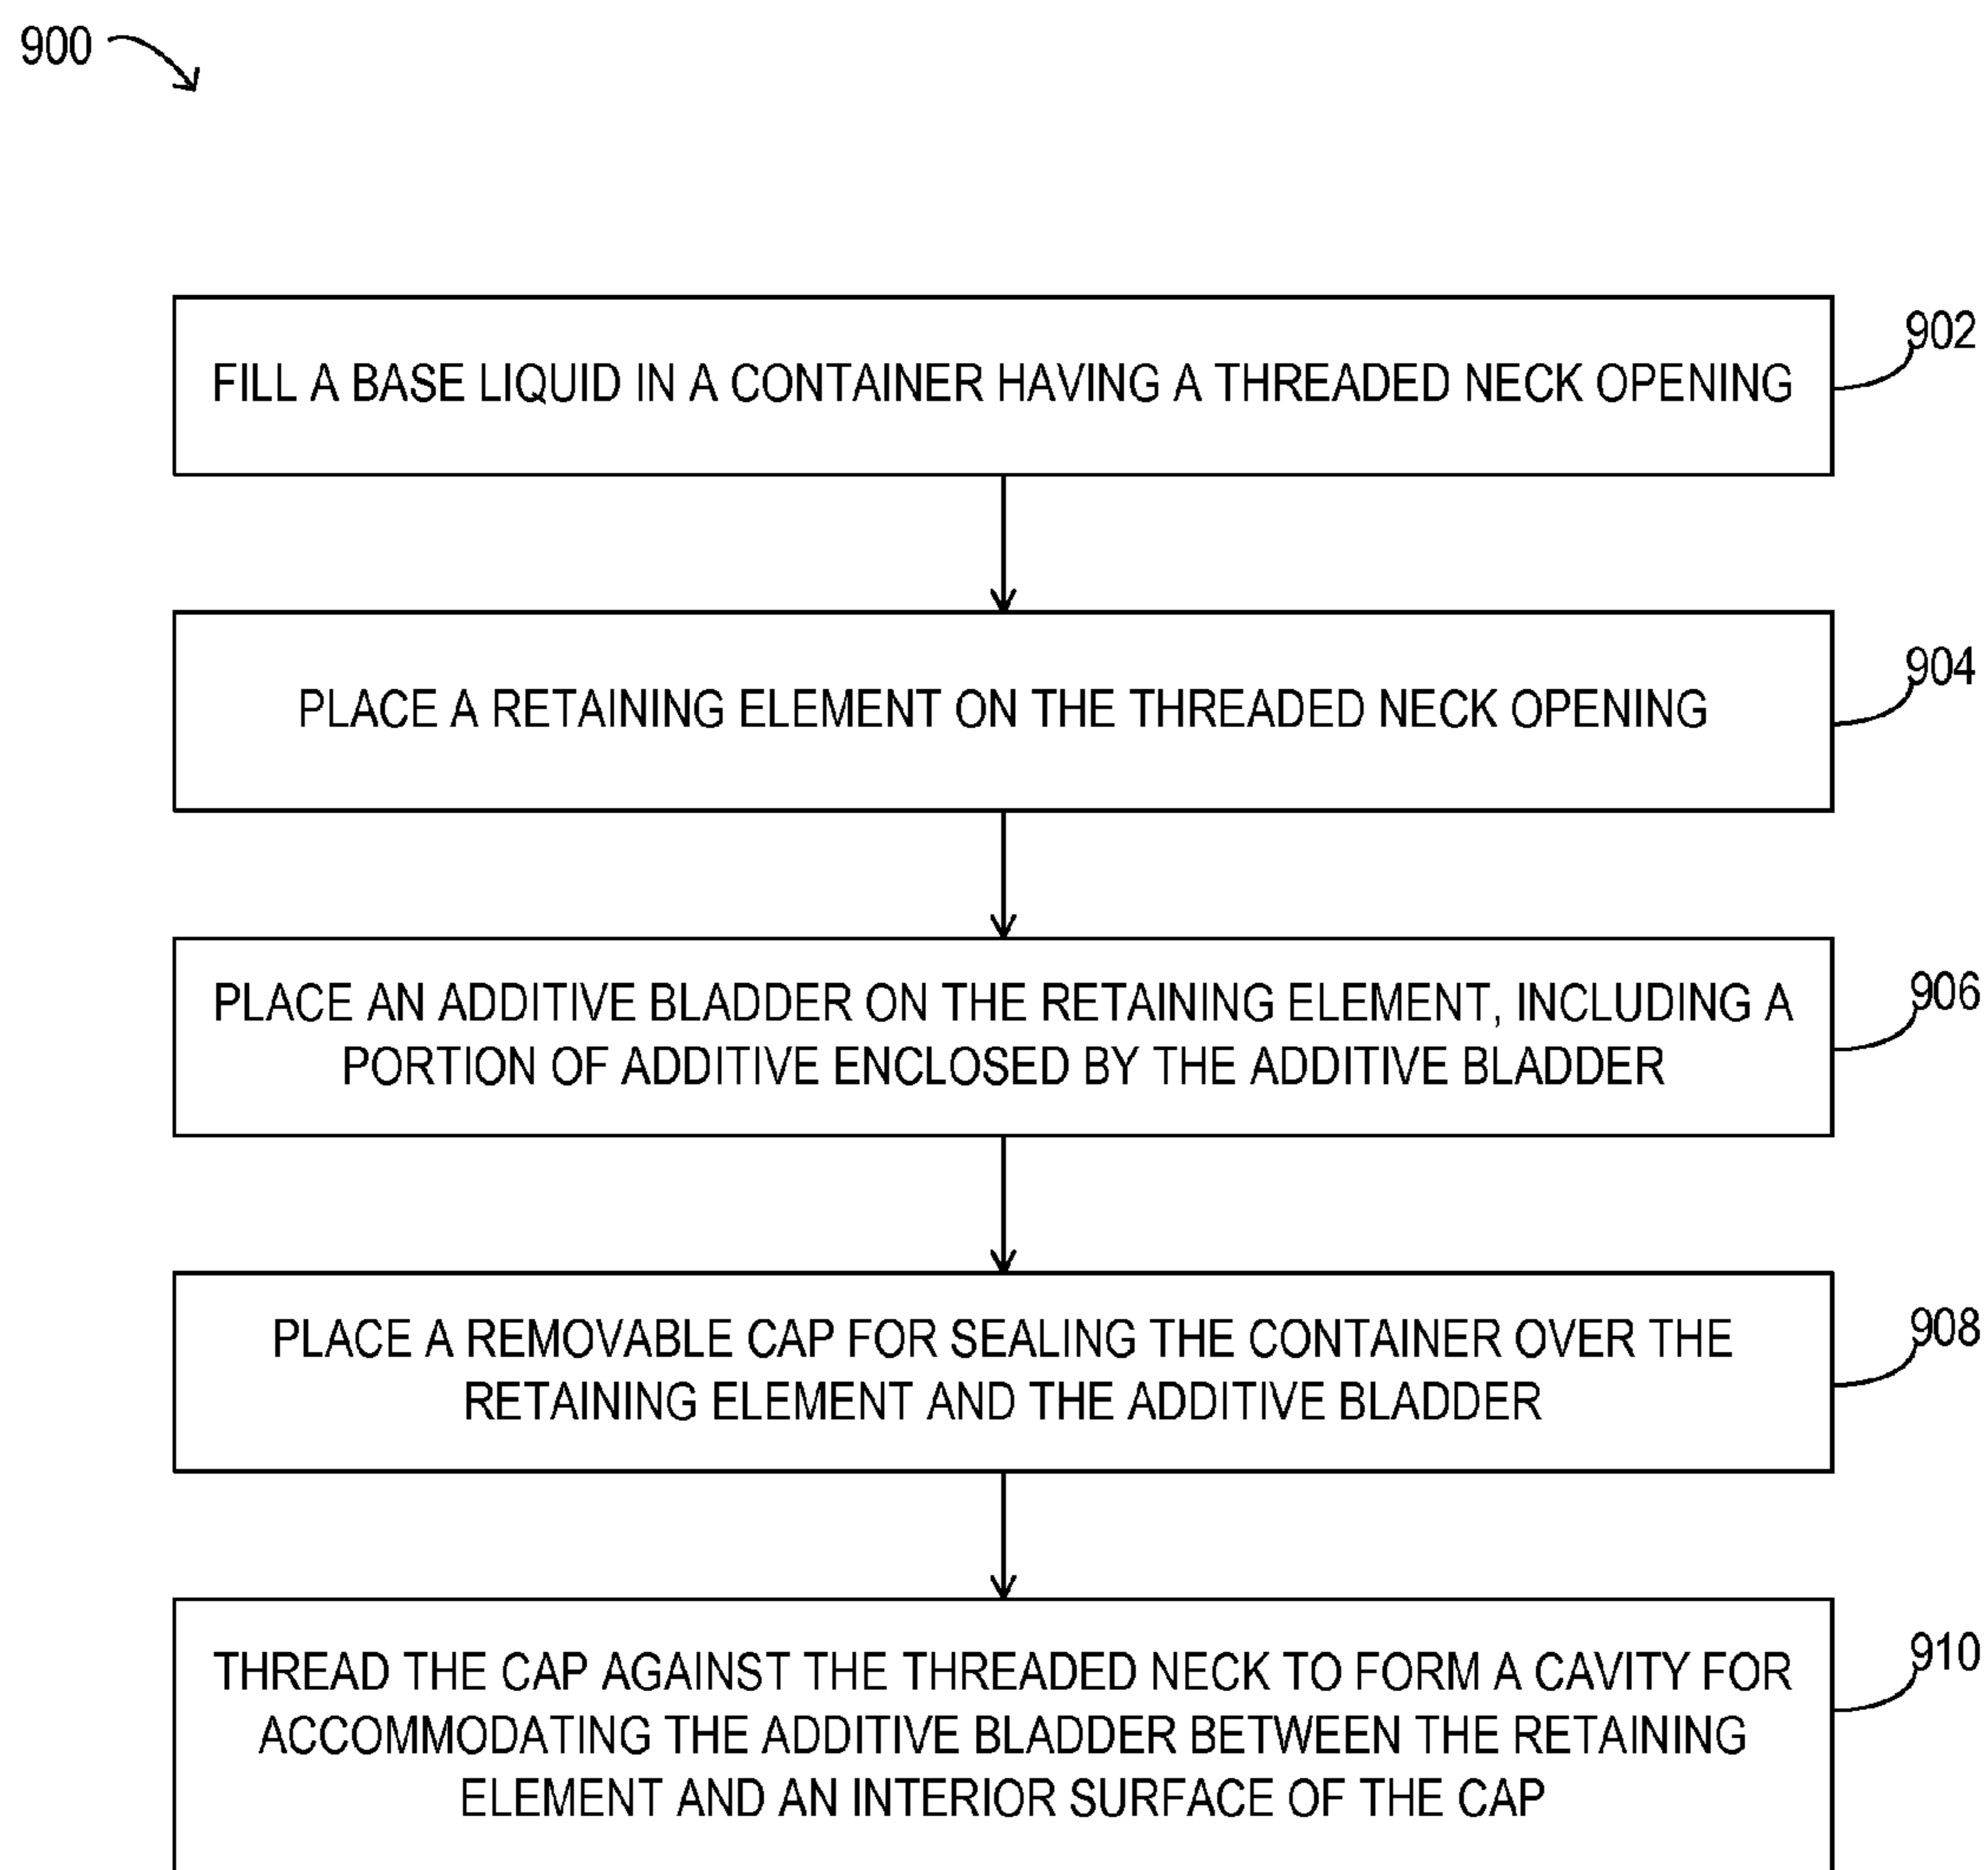 900
FILL A BASE LIQUID IN A CONTAINER HAVING A THREADED NECK OPENING
902
PLACE A RETAINING ELEMENT ON THE THREADED NECK OPENING
904
PLACE AN ADDITIVE BLADDER ON THE RETAINING ELEMENT, INCLUDING A
PORTION OF ADDITIVE ENCLOSED BY THE ADDITIVE BLADDER
906
PLACE A REMOVABLE CAP FOR SEALING THE CONTAINER OVER THE
RETAINING ELEMENT AND THE ADDITIVE BLADDER
908
THREAD THE CAP AGAINST THE THREADED NECK TO FORM A CAVITY FOR
ACCOMMODATING THE ADDITIVE BLADDER BETWEEN THE RETAINING
ELEMENT AND AN INTERIOR SURFACE OF THE CAP
910